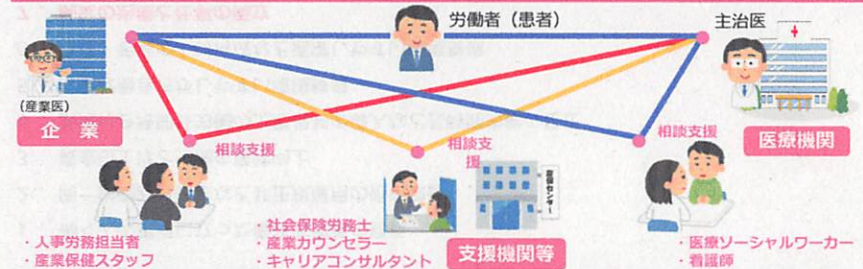 労働者（患者）
主治医
（産業医）
企 業
医療機関
相談支援
相談支
援
相談支援
・人事労務担当者
・産業保健スタッフ
・社会保険労務士
・産業カウンセラー
・キャリアコンサルタント
支援機関等
・医療ソーシャルワーカー
・看護師